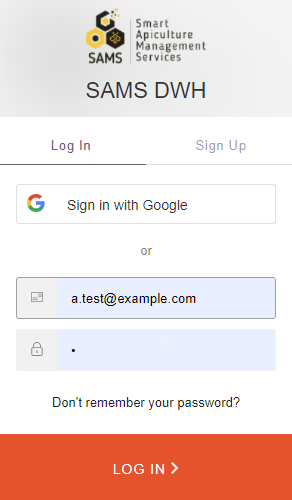 Smart
Apiculture
Management
Services
SAMS
SAMS DWH
Log In
Sign Up
Sign in with Google
or
a.test@example.com
•
Don't remember your password?
LOG IN >